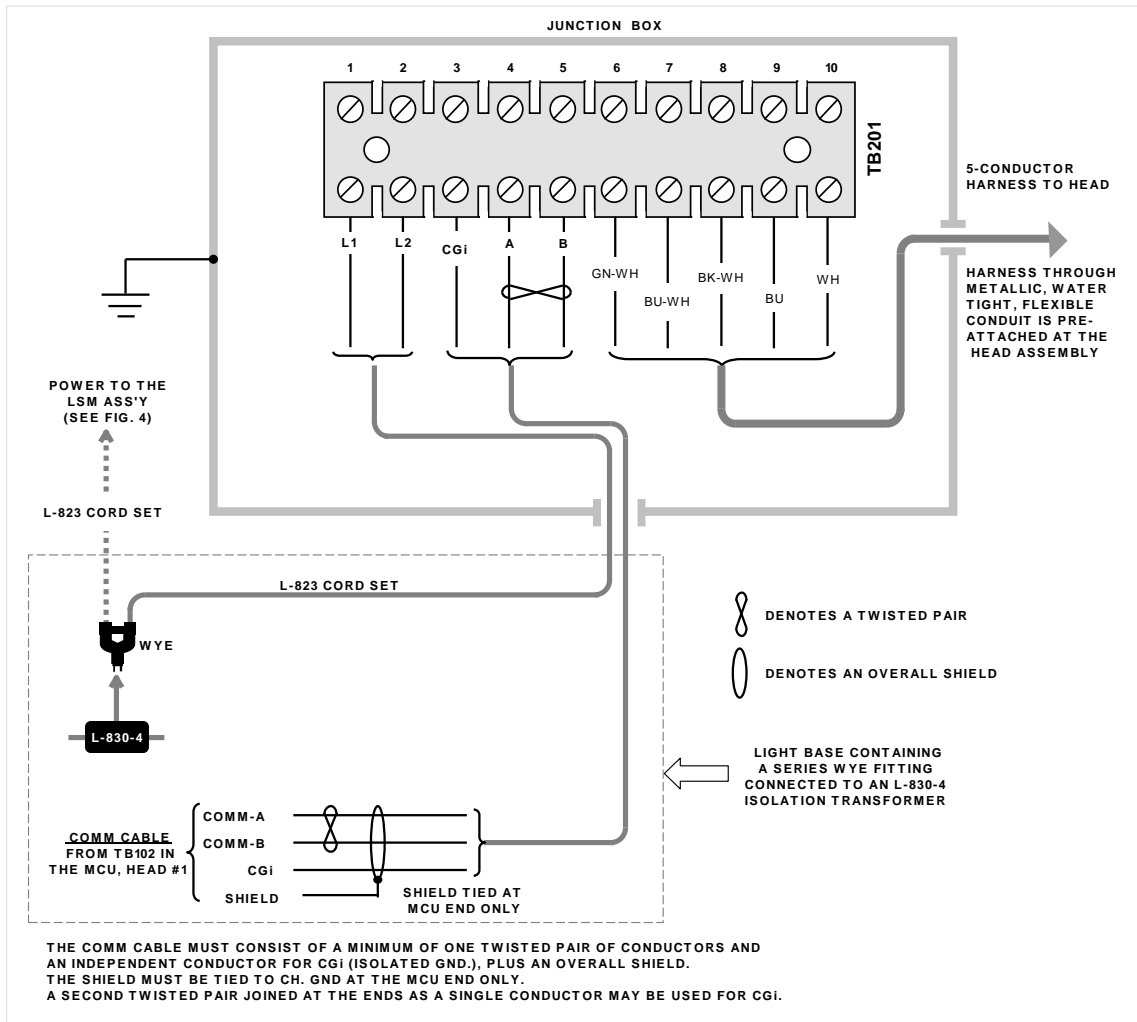 JUNCTION BOX
1 2 3 4 5 6 7 8 9 10
TB201
5-CONDUCTOR
HARNESS TO HEAD
L1 L2 CGi A B
GN-WH
BU-WH
BK-WH
BU
WH
HARNESS THROUGH
METALLIC, WATER
TIGHT, FLEXIBLE
CONDUIT IS PRE-
ATTACHED AT THE
HEAD ASSEMBLY
POWER TO THE
LSM ASS'Y
(SEE FIG. 4)
L-823 CORD SET
L-823 CORD SET
WYE
L-830-4
DENOTES A TWISTED PAIR
DENOTES AN OVERALL SHIELD
LIGHT BASE CONTAINING
A SERIES WYE FITTING
CONNECTED TO AN L-830-4
ISOLATION TRANSFORMER
COMM CABLE
FROM TB102 IN
THE MCU, HEAD #1
COMM-A
COMM-B
CGi
SHIELD
SHIELD TIED AT
MCU END ONLY
THE COMM CABLE MUST CONSIST OF A MINIMUM OF ONE TWISTED PAIR OF CONDUCTORS AND
AN INDEPENDENT CONDUCTOR FOR CGi (ISOLATED GND.), PLUS AN OVERALL SHIELD.
THE SHIELD MUST BE TIED TO CH. GND AT THE MCU END ONLY.
A SECOND TWISTED PAIR JOINED AT THE ENDS AS A SINGLE CONDUCTOR MAY BE USED FOR CGi.